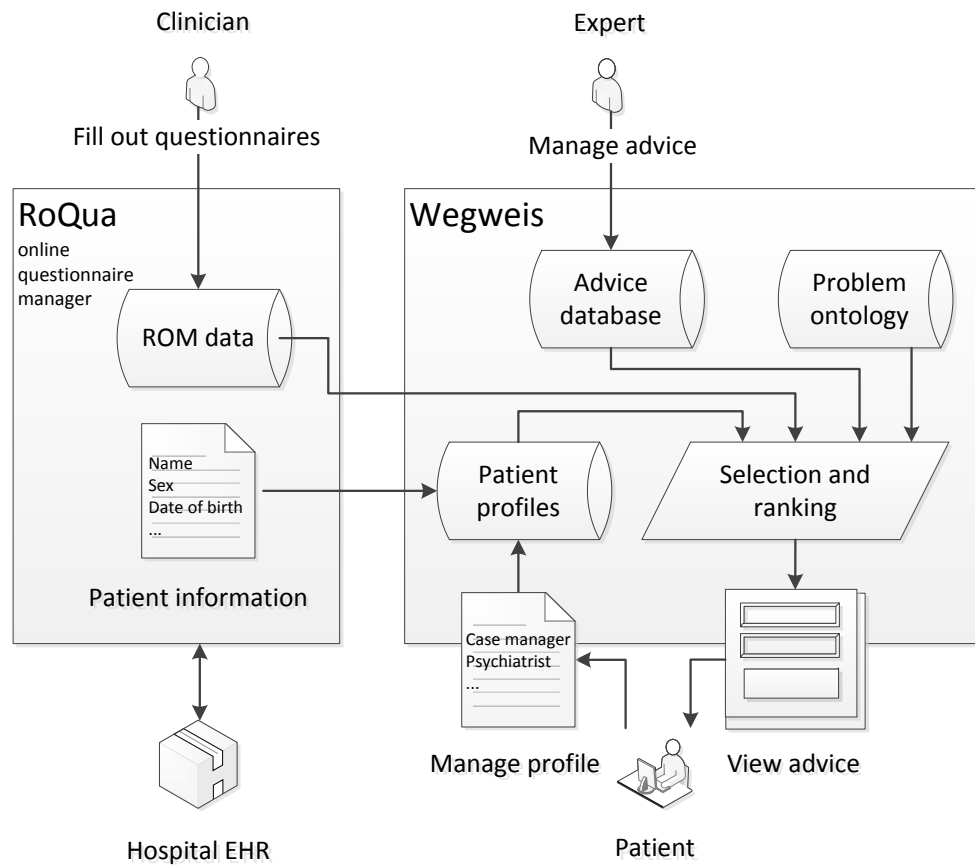 Clinician
Expert
Fill out questionnaires
Manage advice
RoQua
online
questionnaire
manager
Wegweis
Advice
database
Problem
ontology
ROM data
Name
Sex
Date of birth
...
Patient
profiles
Selection and
ranking
Patient information
Case manager
Psychiatrist
...
Manage profile
View advice
Hospital EHR
Patient